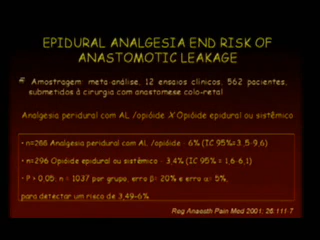 EPIDURAL ANALGESIA END RISK OF
ANASTOMOTIC LEAKAGE
Amostragem: meta análise, 12 ensaios clínicos, 562 pacientes,
submetidos à cirurgia com anastomose colo-retal
Analgesia peridural com AL /opióide X Opióide epidural ou sistêmico
• n=266 Analgesia peridural com AL /opióide - 6% (IC 95%=3,5-9,6)
• n=296 Opióide epidural ou sistêmico - 3,4% (IC 95% = 1,6-6,1)
• P > 0,05: n = 1037 por grupo, erro β= 20% e erro α= 5%,
para detectar um risco de 3,49-6%
Reg Anaesth Pain Med 2001; 26:111-7